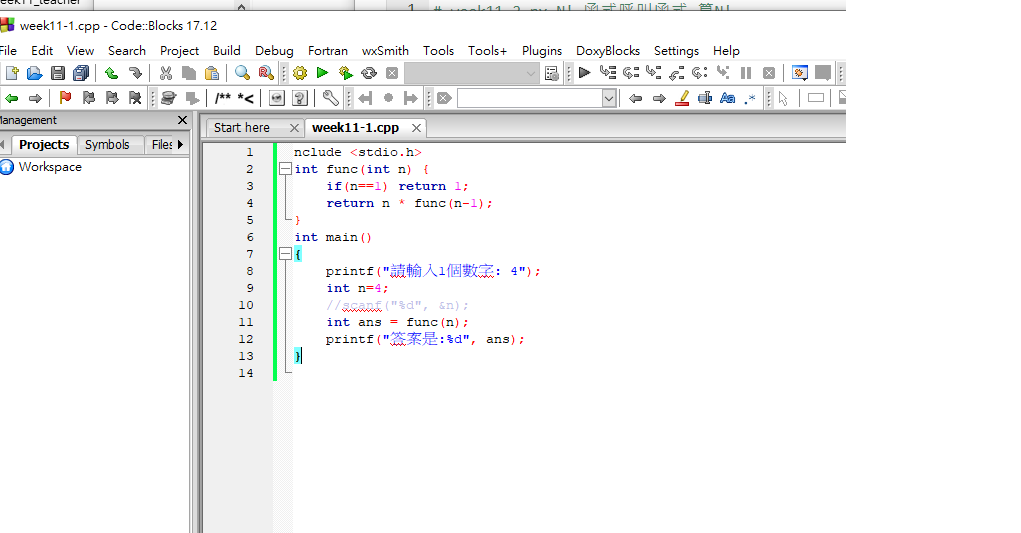 week11_teacher
1 # week11-2.py N! 函式呼叫函式 算N!
week11-1.cpp - Code::Blocks 17.12
File Edit View Search Project Build Debug Fortran wxSmith Tools Tools+ Plugins DoxyBlocks Settings Help
/** *<
Aa .*
Management
Start here week11-1.cpp
Projects Symbols Files
Workspace
1 nclude <stdio.h>
2 int func(int n) {
3 if(n==1) return 1;
4 return n * func(n-1);
5 }
6 int main()
7 {
8 printf("請輸入1個數字: 4");
9 int n=4;
10 //scanf("%d", &n);
11 int ans = func(n);
12 printf("答案是:%d", ans);
13 }
14